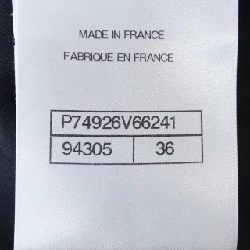 MADE IN FRANCE
FABRIQUE EN FRANCE
P74926V66241
94305 36